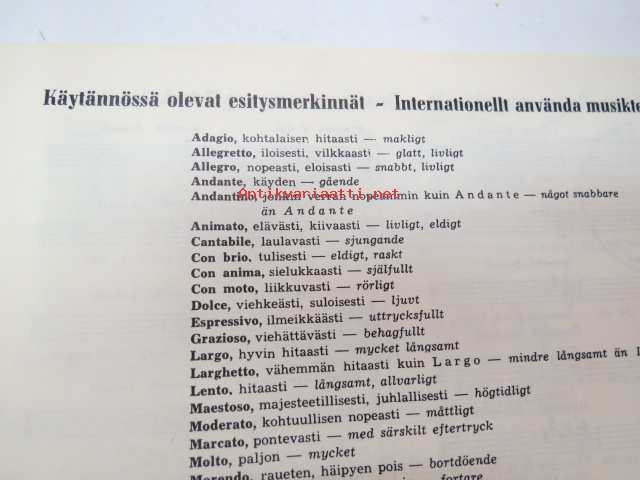 Käytännössä olevat esitysmerkinnät - Internationellt använda
Adagio, kohtalaisen hitaasti — makligt
Allegretto, iloisesti, vilkkaasti — glatt, livligt
Allegro, nopeasti, eloisasti — snabbt, livligt
Andante, käyden — gående
Antikvariaatti.net
Andantino, jonkin verran nopeammin kuin Andante — något snabbare
än Andante
Animato, elävästi, kiivaasti — livligt, eldigt
Cantabile, laulavasti — sjungande
Con brio, tulisesti — eldigt, raskt
Con anima, sielukkaasti — själfullt
Con moto, liikkuvasti — rörligt
Dolce, viehkeästi, suloisesti — ljuvt
Espressivo, ilmeikkäästi — uttrycksfullt
Grazioso, viehättävästi — behagfullt
Largo, hyvin hitaasti — mycket långsamt
Larghetto, vähemmän hitaasti kuin Largo — mindre långsamt än
Lento, hitaasti — långsamt, allvarligt
Maestoso, majesteetillisesti, juhlallisesti — högtidligt
Moderato, kohtuullisen nopeasti — måttligt
Marcato, pontevasti — med särskilt eftertryck
Molto, paljon — mycket
Morendo, raueten, häipyen pois — bortdöende
fortare